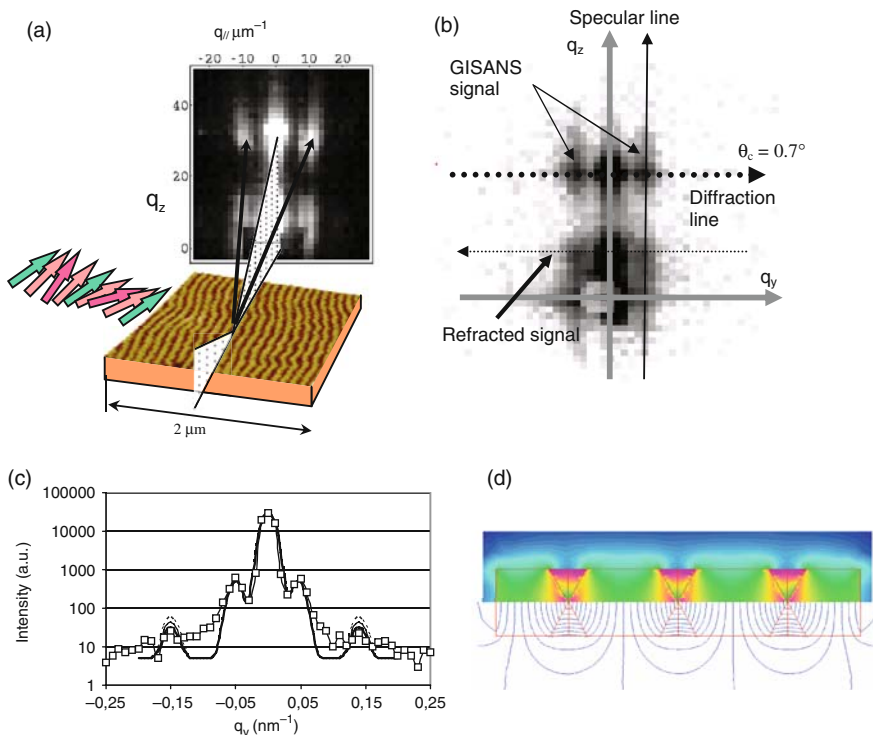 (a)
q// μm−1
−20 −10 0 10 20
40
20
0
qz
2 μm
(b)
Specular line
qz
GISANS
signal
θc = 0.7°
Diffraction
line
qy
Refracted signal
(c)
100000
10000
1000
100
10
1
Intensity (a.u.)
−0,25 −0,15 −0,05 0,05 0,15 0,25
qy (nm−1)
(d)